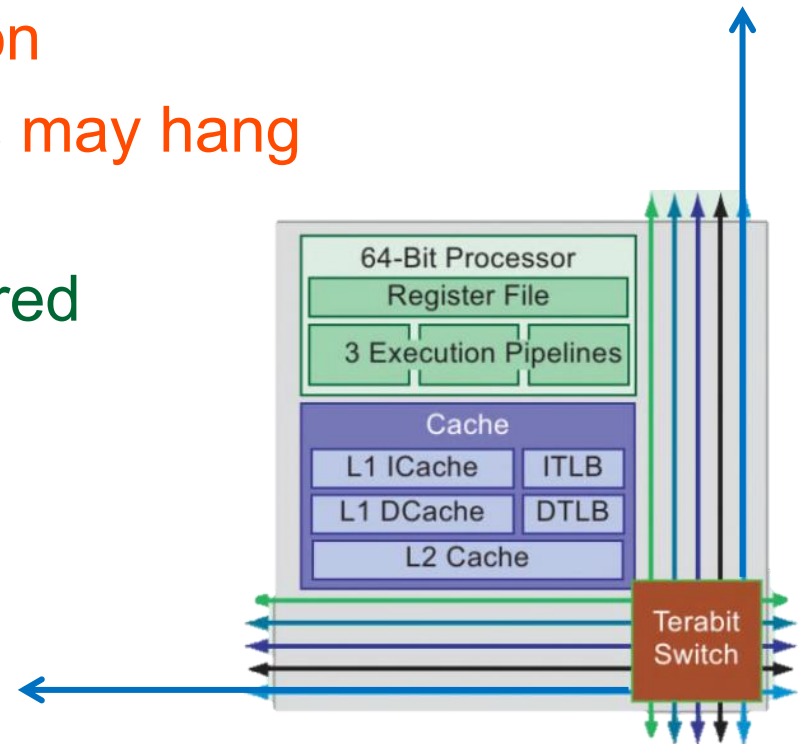 on
may hang
red
64-Bit Processor
Register File
3 Execution Pipelines
Cache
L1 ICache
ITLB
L1 DCache
DTLB
L2 Cache
Terabit
Switch